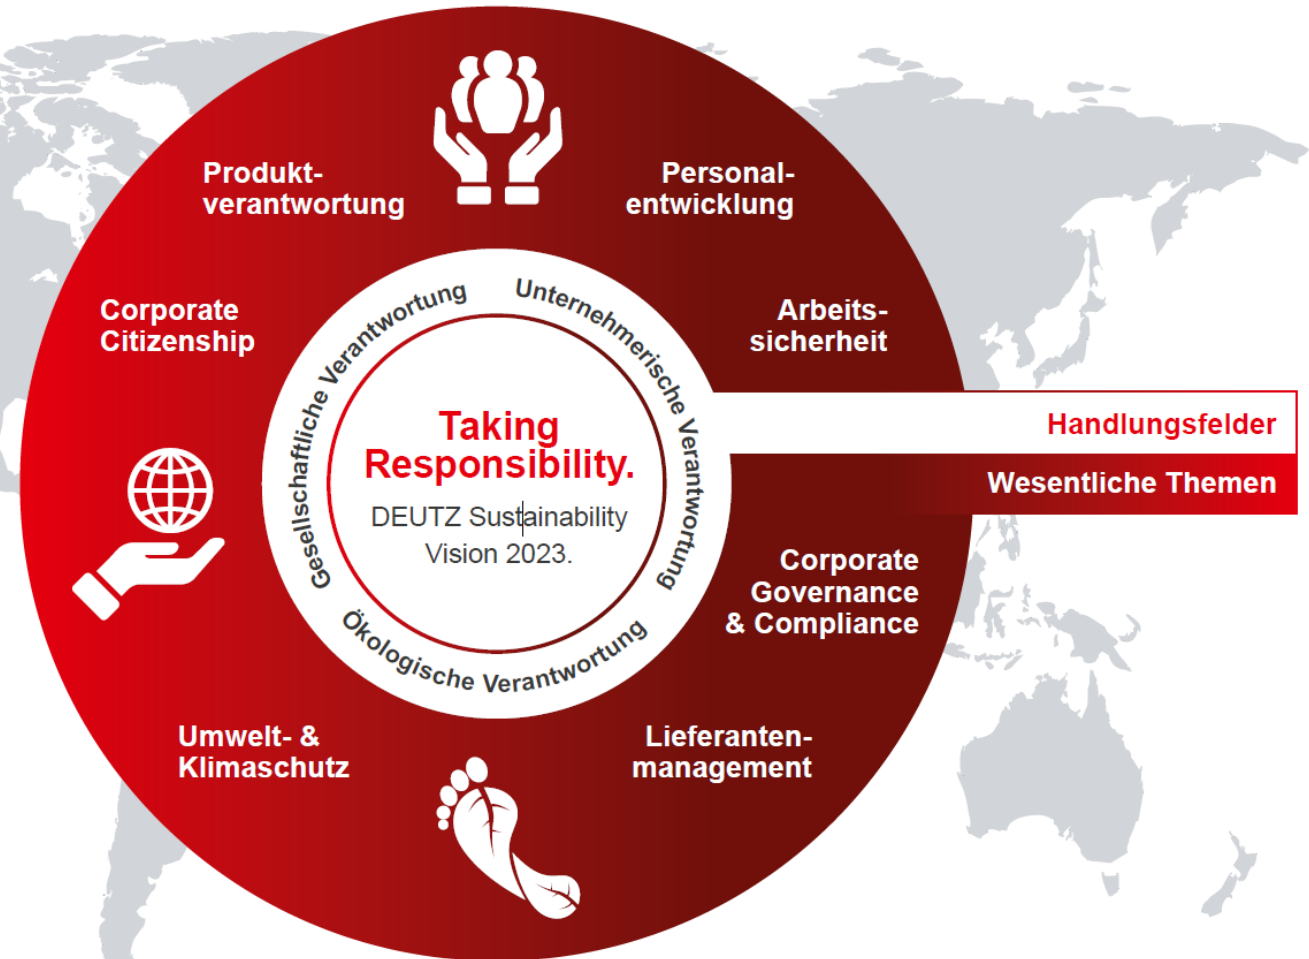 Produkt-
verantwortung
Personal-
entwicklung
Corporate
Citizenship
Arbeits-
sicherheit
Gesellschaftliche Verantwortung
Unternehmerische Verantwortung
Ökologische Verantwortung
Taking
Responsibility.
DEUTZ Sustainability
Vision 2023.
Handlungsfelder
Wesentliche Themen
Corporate
Governance
& Compliance
Umwelt- &
Klimaschutz
Lieferanten-
management